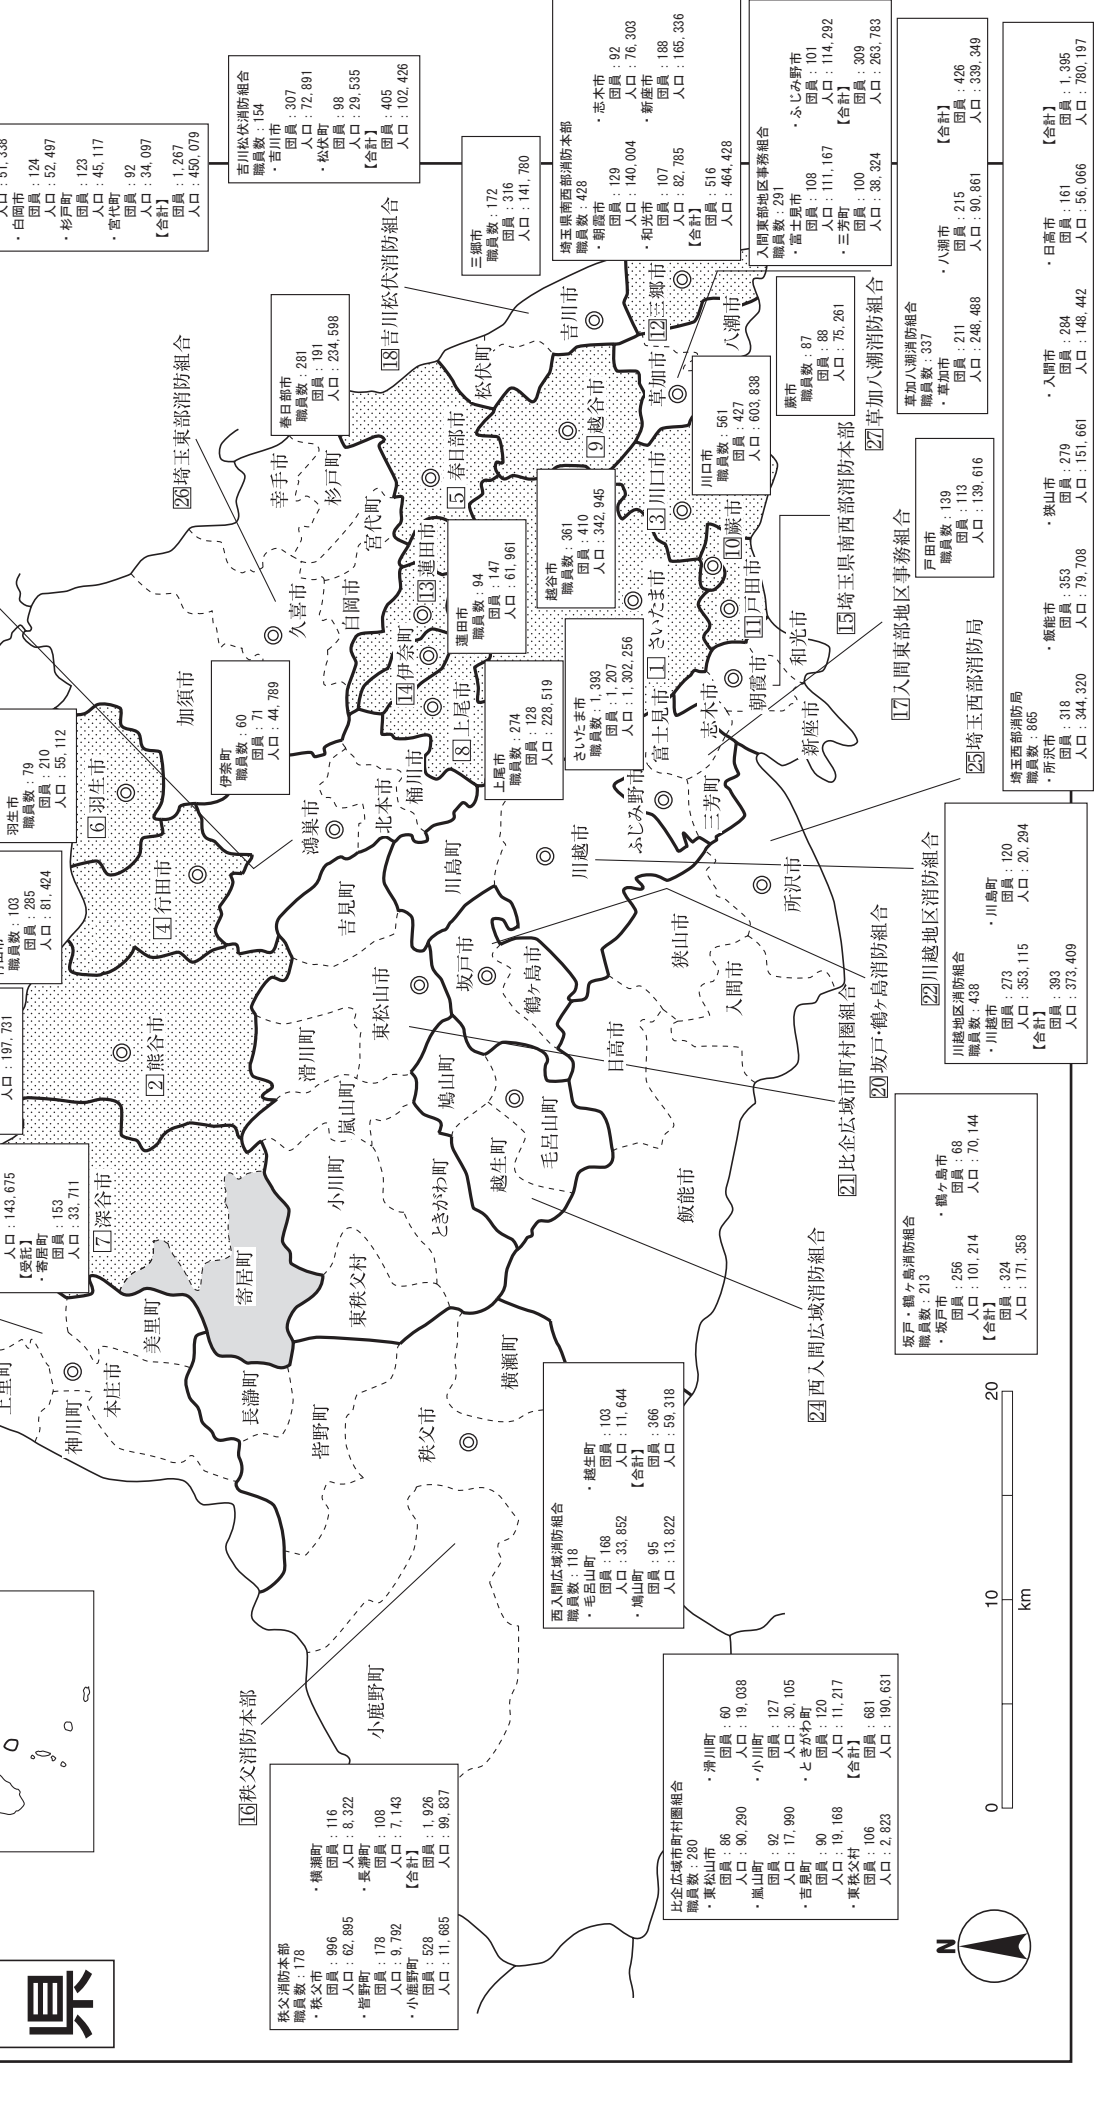 県
人口 : 51,338
・白岡市
団員 : 124
人口 : 52,497
・杉戸町
団員 : 123
人口 : 45,117
・宮代町
団員 : 92
人口 : 34,097
【合計】
団員 : 1,267
人口 : 450,079
吉川松伏消防組合
職員数 : 154
・吉川市
団員 : 307
人口 : 72,891
・松伏町
団員 : 98
人口 : 29,535
【合計】
団員 : 405
人口 : 102,426
三郷市
職員数 : 172
団員 : 316
人口 : 141,780
埼玉県南西部消防本部
職員数 : 428
・朝霞市
団員 : 129
人口 : 140,004
・和光市
団員 : 107
人口 : 82,785
【合計】
団員 : 516
人口 : 464,428
・志木市
団員 : 92
人口 : 76,303
・新座市
団員 : 188
人口 : 165,336
入間東部地区事務組合
職員数 : 291
・富士見市
団員 : 108
人口 : 111,167
・三芳町
団員 : 100
人口 : 38,324
・ふじみ野市
団員 : 101
人口 : 114,292
【合計】
団員 : 309
人口 : 263,783
草加八潮消防組合
職員数 : 337
・草加市
団員 : 211
人口 : 248,488
・八潮市
団員 : 215
人口 : 90,861
【合計】
団員 : 426
人口 : 339,349
埼玉西部消防局
職員数 : 865
・所沢市
団員 : 318
人口 : 344,320
・飯能市
団員 : 353
人口 : 79,708
・狭山市
団員 : 279
人口 : 151,661
・入間市
団員 : 284
人口 : 148,442
・日高市
団員 : 161
人口 : 56,066
【合計】
団員 : 1,395
人口 : 780,197
春日部市
職員数 : 281
団員 : 191
人口 : 234,598
蕨市
職員数 : 87
団員 : 88
人口 : 75,261
川口市
職員数 : 561
団員 : 427
人口 : 603,838
戸田市
職員数 : 139
団員 : 113
人口 : 139,616
越谷市
職員数 : 361
団員 : 410
人口 : 342,945
蓮田市
職員数 : 94
団員 : 147
人口 : 61,961
さいたま市
職員数 : 1,393
団員 : 1,207
人口 : 1,302,256
上尾市
職員数 : 274
団員 : 128
人口 : 228,519
伊奈町
職員数 : 60
団員 : 71
人口 : 44,789
羽生市
職員数 : 79
団員 : 210
人口 : 55,112
職員数 : 103
団員 : 285
人口 : 81,424
人口 : 197,731
人口 : 143,675
【受託】
・寄居町
団員 : 153
人口 : 33,711
川越地区消防組合
職員数 : 438
・川越市
団員 : 273
人口 : 353,115
【合計】
団員 : 393
人口 : 373,409
・川島町
団員 : 120
人口 : 20,294
坂戸・鶴ヶ島消防組合
職員数 : 213
・坂戸市
団員 : 256
人口 : 101,214
【合計】
団員 : 324
人口 : 171,358
・鶴ヶ島市
団員 : 68
人口 : 70,144
西入間広域消防組合
職員数 : 118
・毛呂山町
団員 : 168
人口 : 33,852
・鳩山町
団員 : 95
人口 : 13,822
・越生町
団員 : 103
人口 : 11,644
【合計】
団員 : 366
人口 : 59,318
比企広域市町村圏組合
職員数 : 280
・東松山市
団員 : 86
人口 : 90,290
・嵐山町
団員 : 92
人口 : 17,990
・吉見町
団員 : 90
人口 : 19,168
・東秩父村
団員 : 106
人口 : 2,823
・滑川町
団員 : 60
人口 : 19,038
・小川町
団員 : 127
人口 : 30,105
・ときがわ町
団員 : 120
人口 : 11,217
【合計】
団員 : 681
人口 : 190,631
秩父消防本部
職員数 : 178
・秩父市
団員 : 996
人口 : 62,895
・皆野町
団員 : 178
人口 : 9,792
・小鹿野町
団員 : 528
人口 : 11,685
・横瀬町
団員 : 116
人口 : 8,322
・長瀞町
団員 : 108
人口 : 7,143
【合計】
団員 : 1,926
人口 : 99,837
18吉川松伏消防組合
26埼玉東部消防組合
27草加八潮消防組合
15埼玉県南西部消防本部
17入間東部地区事務組合
25埼玉西部消防局
22川越地区消防組合
20坂戸・鶴ヶ島消防組合
21比企広域市町村圏組合
24西入間広域消防組合
16秩父消防本部
吉川市
12三郷市
八潮市
草加市
松伏町
9越谷市
5春日部市
幸手市
杉戸町
宮代町
3川口市
10蕨市
11戸田市
13蓮田市
白岡市
久喜市
1さいたま市
14伊奈町
8上尾市
加須市
和光市
朝霞市
志木市
新座市
富士見市
ふじみ野市
三芳町
桶川市
北本市
鴻巣市
6羽生市
4行田市
川越市
川島町
吉見町
所沢市
狭山市
入間市
日高市
飯能市
坂戸市
鶴ヶ島市
東松山市
滑川町
嵐山町
小川町
鳩山町
越生町
毛呂山町
ときがわ町
東秩父村
2熊谷市
7深谷市
寄居町
美里町
本庄市
神川町
上里町
長瀞町
皆野町
秩父市
横瀬町
小鹿野町
0
10
20
km
N